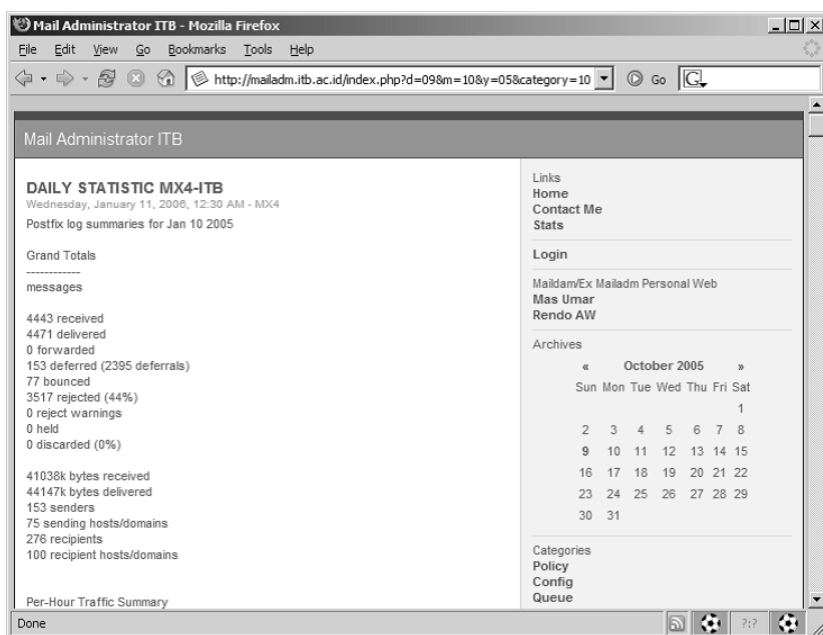 Mail Administrator ITB - Mozilla Firefox
File Edit View Go Bookmarks Tools Help
http://mailadm.itb.ac.id/index.php?d=09&m=10&y=05&category=10 Go G
Mail Administrator ITB
DAILY STATISTIC MX4-ITB
Wednesday, January 11, 2006, 12:30 AM - MX4
Postfix log summaries for Jan 10 2005
Grand Totals
------------
messages
4443 received
4471 delivered
0 forwarded
153 deferred (2395 deferrals)
77 bounced
3517 rejected (44%)
0 reject warnings
0 held
0 discarded (0%)
41038k bytes received
44147k bytes delivered
153 senders
75 sending hosts/domains
276 recipients
100 recipient hosts/domains
Per-Hour Traffic Summary
Links
Home
Contact Me
Stats
Login
Maildam/Ex Mailadm Personal Web
Mas Umar
Rendo AW
Archives
« October 2005 »
Sun Mon Tue Wed Thu Fri Sat
1
2 3 4 5 6 7 8
9 10 11 12 13 14 15
16 17 18 19 20 21 22
23 24 25 26 27 28 29
30 31
Categories
Policy
Config
Queue
Done ?:?